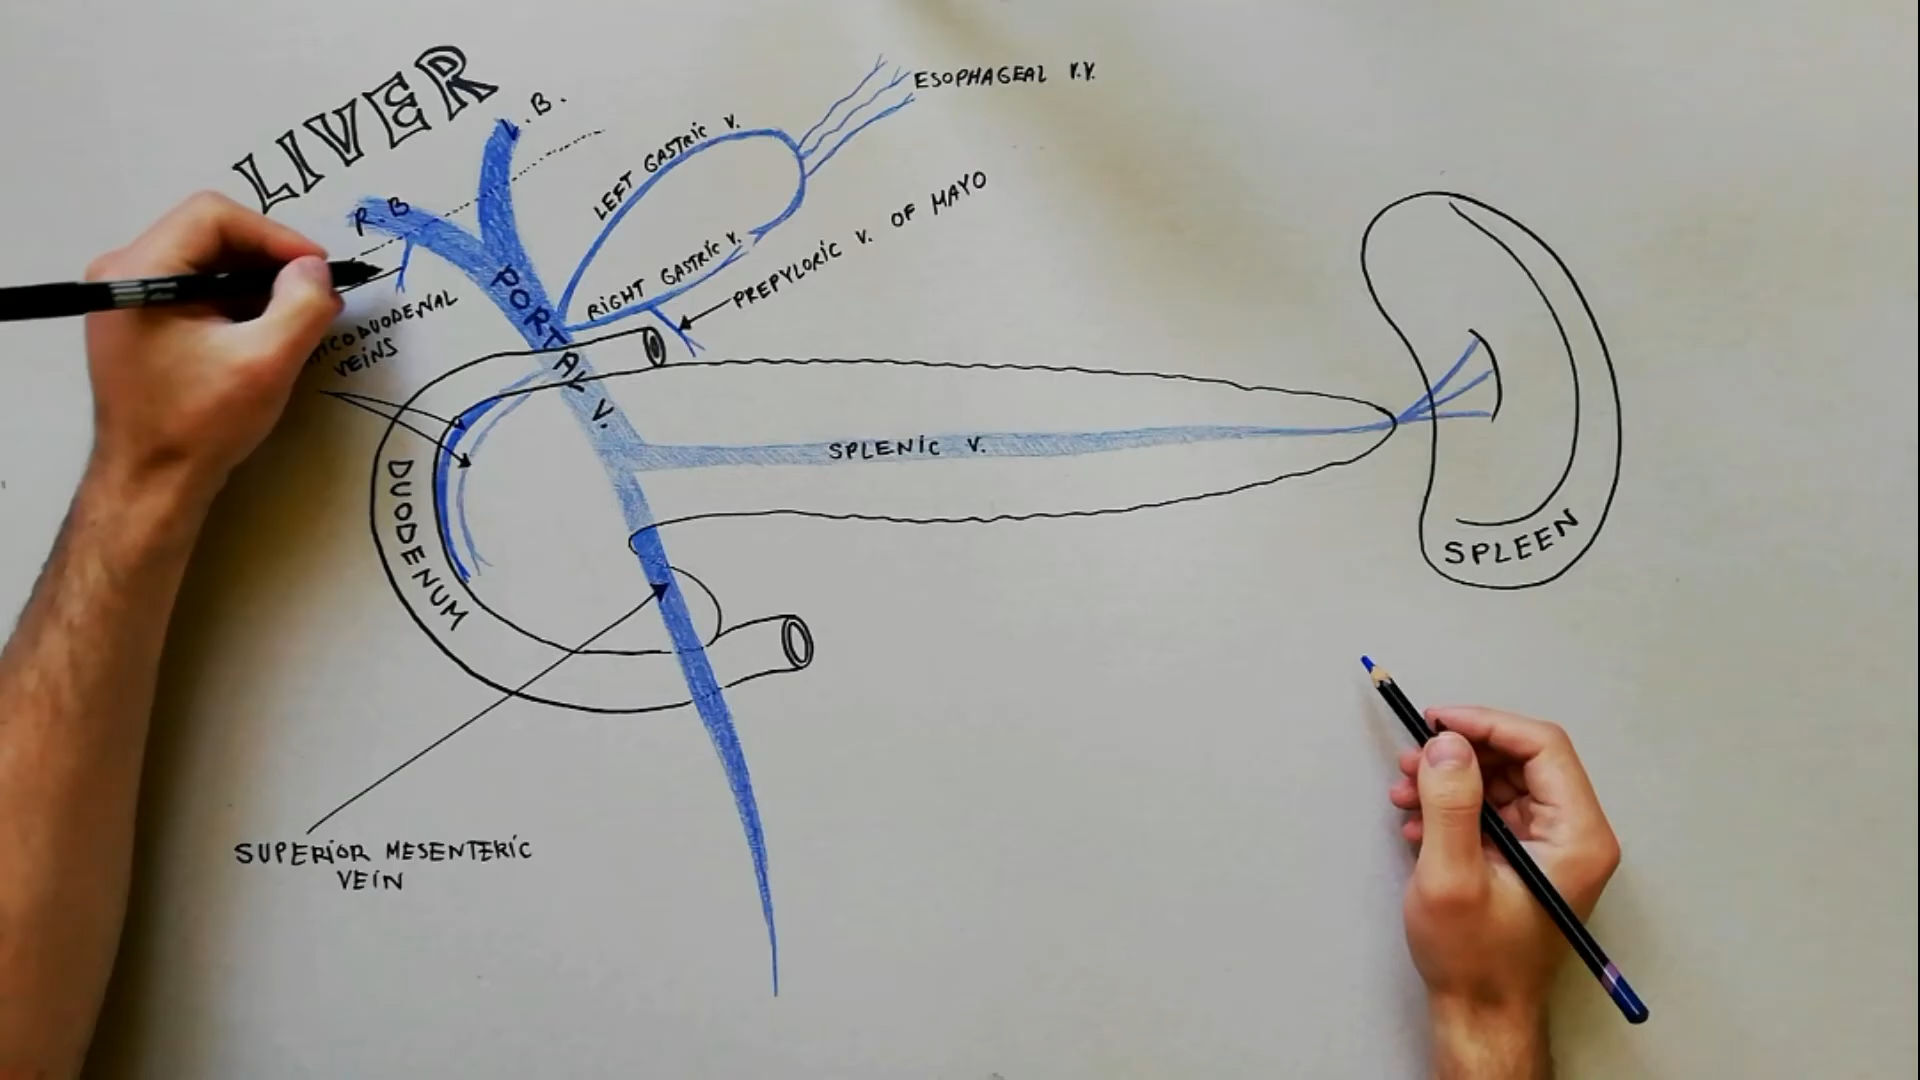 LIVER
L.B.
R.B
ESOPHAGEAL V.V.
LEFT GASTRIC V.
RIGHT GASTRIC V.
PREPYLORIC V. OF MAYO
PORTAL V.
VEINS
DUODENUM
SPLENIC V.
SPLEEN
SUPERIOR MESENTERIC
VEIN